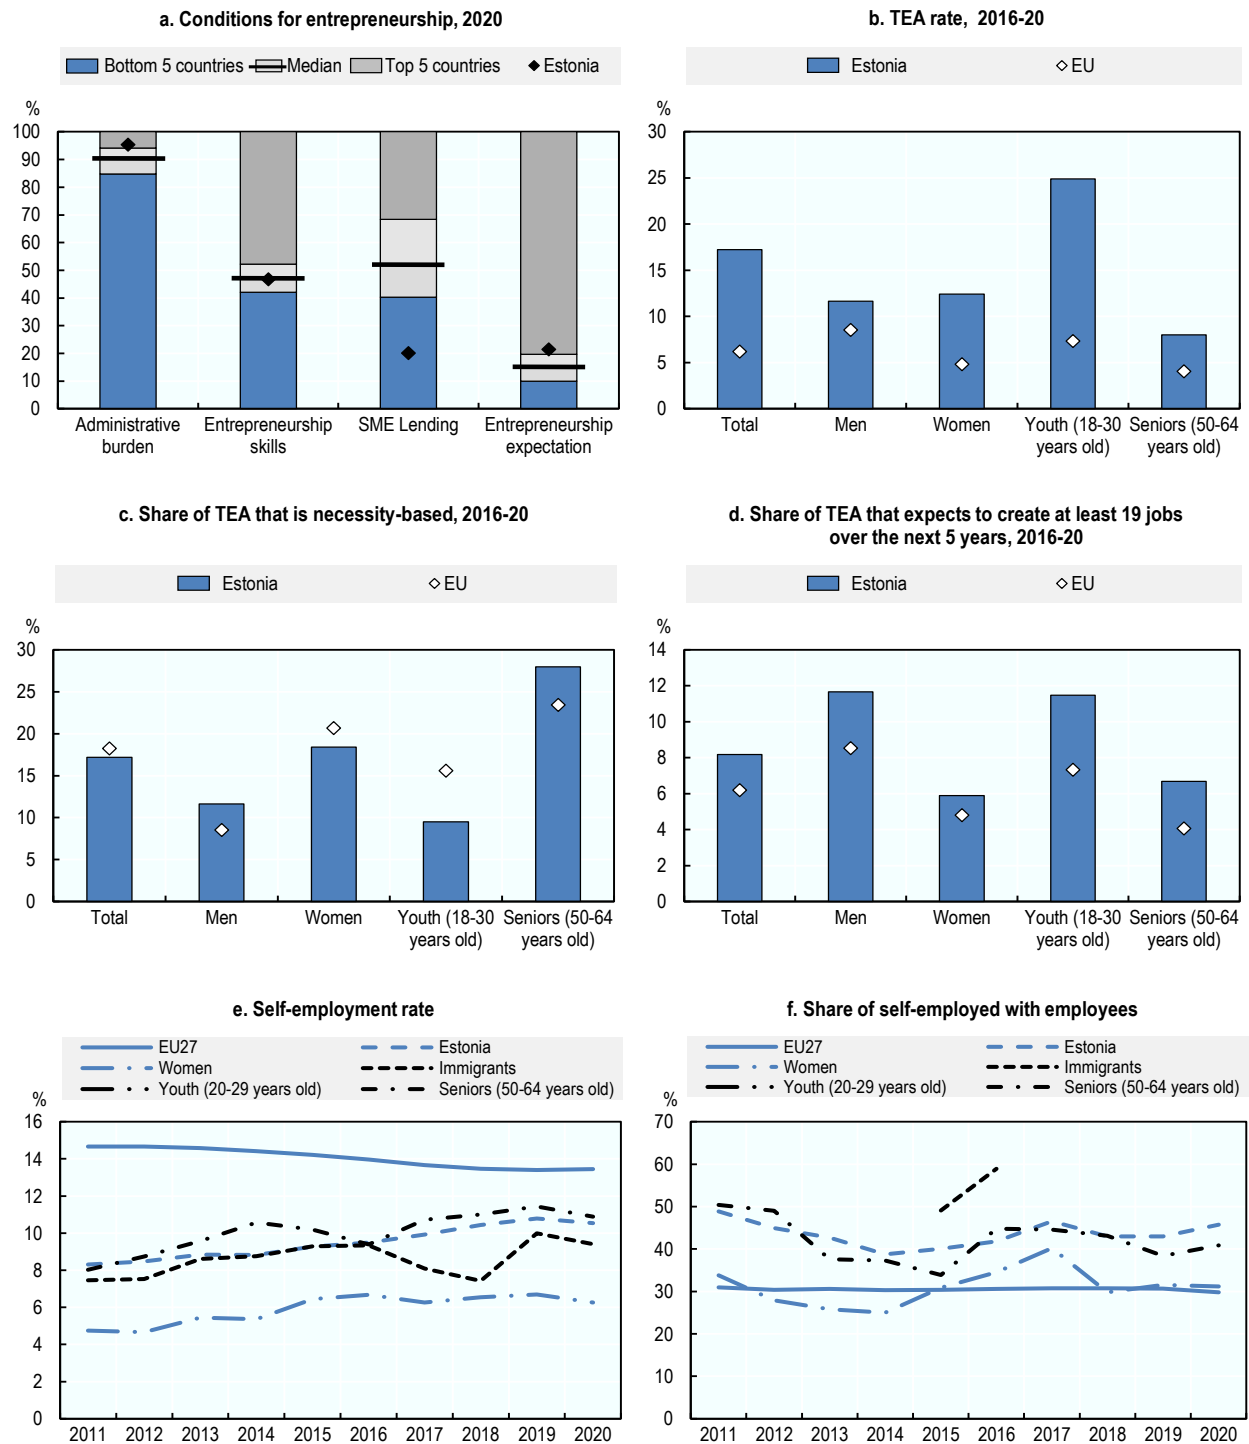 a. Conditions for entrepreneurship, 2020
Bottom 5 countries Median Top 5 countries Estonia
%
100
90
80
70
60
50
40
30
20
10
0
Administrative burden
Entrepreneurship skills
SME Lending
Entrepreneurship expectation
b. TEA rate, 2016-20
Estonia EU
%
30
25
20
15
10
5
0
Total
Men
Women
Youth (18-30 years old)
Seniors (50-64 years old)
c. Share of TEA that is necessity-based, 2016-20
Estonia EU
%
30
25
20
15
10
5
0
Total
Men
Women
Youth (18-30 years old)
Seniors (50-64 years old)
d. Share of TEA that expects to create at least 19 jobs
over the next 5 years, 2016-20
Estonia EU
%
14
12
10
8
6
4
2
0
Total
Men
Women
Youth (18-30 years old)
Seniors (50-64 years old)
e. Self-employment rate
EU27 Estonia
Women Immigrants
Youth (20-29 years old) Seniors (50-64 years old)
%
16
14
12
10
8
6
4
2
0
2011 2012 2013 2014 2015 2016 2017 2018 2019 2020
f. Share of self-employed with employees
EU27 Estonia
Women Immigrants
Youth (20-29 years old) Seniors (50-64 years old)
%
70
60
50
40
30
20
10
0
2011 2012 2013 2014 2015 2016 2017 2018 2019 2020